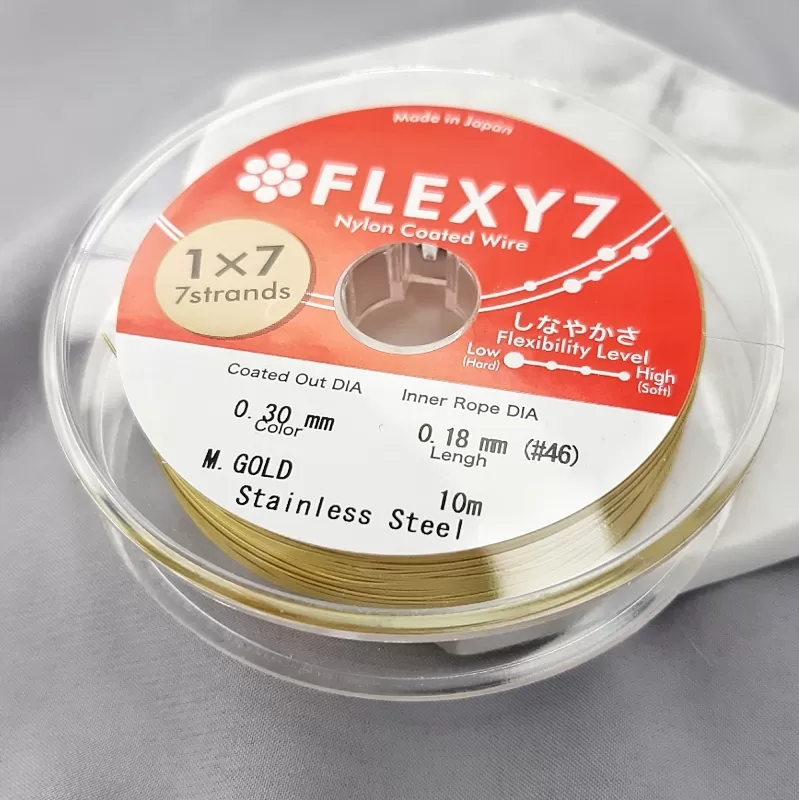 Made in Japan
FLEXY7
Nylon Coated Wire
1×7
7strands
しなやかさ
Flexibility Level
Low
(Hard)
High
(Soft)
Coated Out DIA
0.30 mm
Inner Rope DIA
0.18 mm (#46)
Color
M. GOLD
Lengh
10m
Stainless Steel